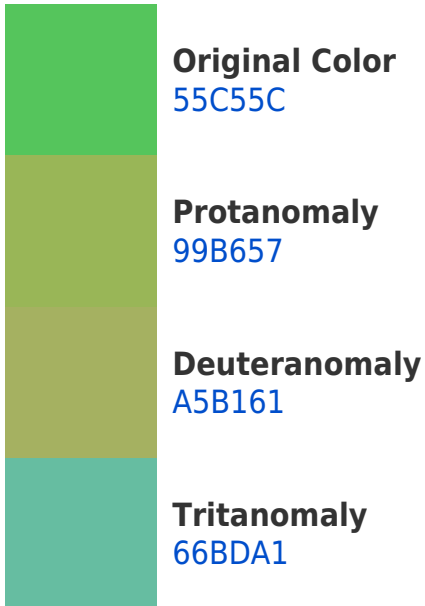 Original Color
55C55C
Protanomaly
99B657
Deuteranomaly
A5B161
Tritanomaly
66BDA1